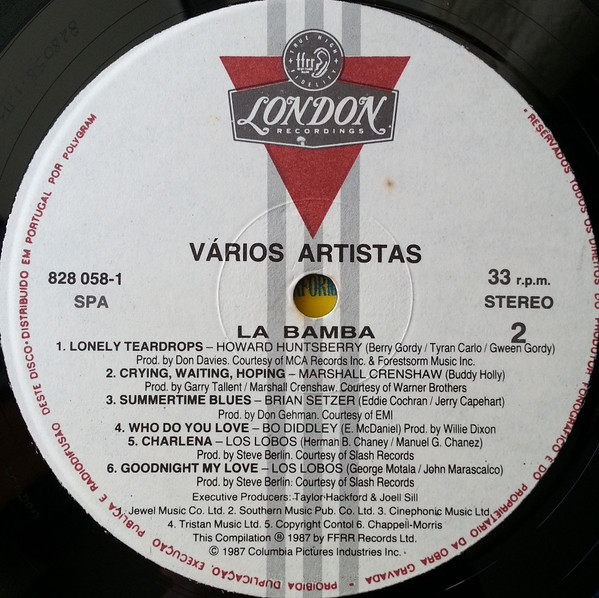 TRUE HIGH
ffrr
FIDELITY
LONDON
RECORDINGS
VÁRIOS ARTISTAS
828 058-1
SPA
33 r.p.m.
STEREO
2
LA BAMBA
1. LONELY TEARDROPS – HOWARD HUNTSBERRY (Berry Gordy / Tyran Carlo / Gween Gordy)
Prod. by Don Davies. Courtesy of MCA Records Inc. & Forestsorm Music Inc.
2. CRYING, WAITING, HOPING – MARSHALL CRENSHAW (Buddy Holly)
Prod. by Garry Tallent / Marshall Crenshaw. Courtesy of Warner Brothers
3. SUMMERTIME BLUES – BRIAN SETZER (Eddie Cochran / Jerry Capehart)
Prod. by Don Gehman. Courtesy of EMI
4. WHO DO YOU LOVE – BO DIDDLEY (E. McDaniel) Prod by Willie Dixon
5. CHARLENA – LOS LOBOS (Herman B. Chaney / Manuel G. Chanez)
Prod. by Steve Berlin. Courtesy of Slash Records
6. GOODNIGHT MY LOVE – LOS LOBOS (George Motala / John Marascalco)
Prod. by Steve Berlin. Courtesy of Slash Records
Executive Producers: Taylor Hackford & Joell Sill
1. Jewel Music Co. Ltd. 2. Southern Music Pub. Co. Ltd. 3. Cinephonic Music Ltd.
4. Tristan Music Ltd. 5. Copyright Contol 6. Chappell-Morris
This Compilation ℗ 1987 by FFRR Records Ltd.
© 1987 Columbia Pictures Industries Inc.
• RESERVADOS TODOS OS DIREITOS DO PRODUTOR FONOGRÁFICO E DO PROPRIETÁRIO DA OBRA GRAVADA • PROIBIDA DUPLICAÇÃO, EXECUÇÃO PÚBLICA E RADIODIFUSÃO DESTE DISCO • DISTRIBUIDO EM PORTUGAL POR POLYGRAM